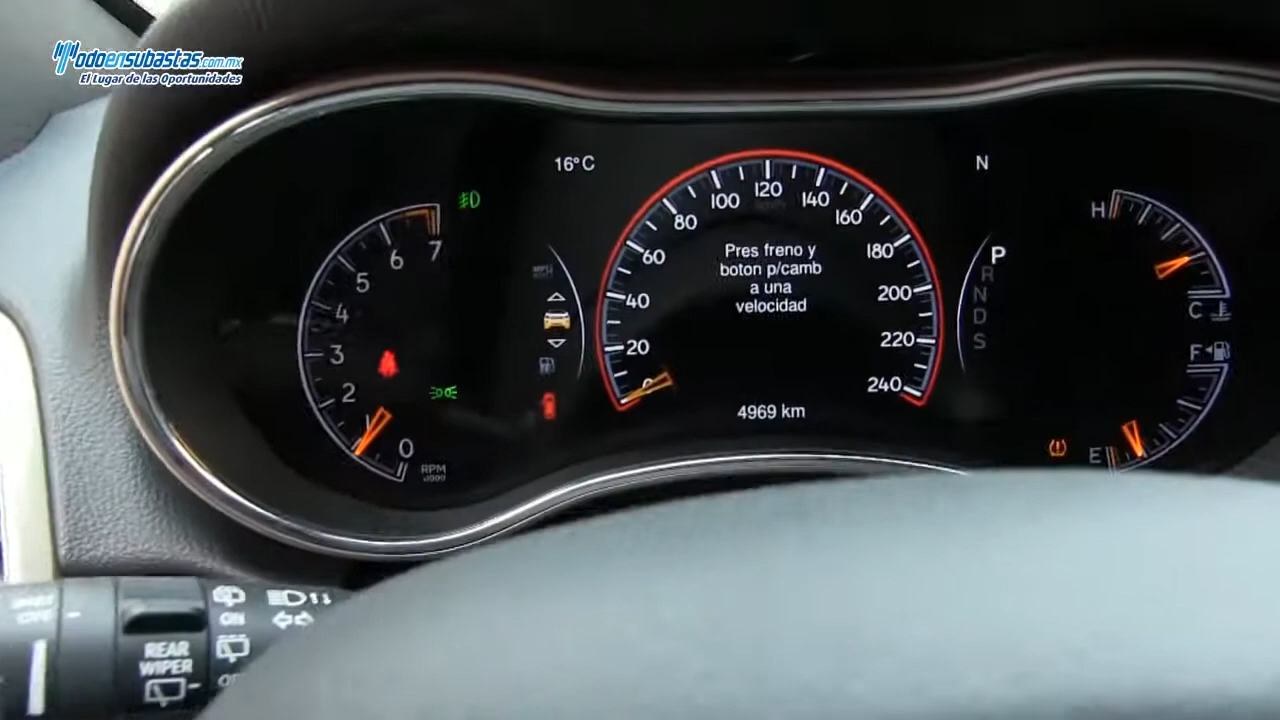 Todoensubastas.com.mx
El Lugar de las Oportunidades
16°C
N
120
100
140
80
160
H
6
7
60
Pres freno y
boton p/camb
a una
velocidad
180
P
R
5
40
200
N
4
C
D
3
20
220
S
F
2
0
240
4969 km
1
0
E
RPM
ON
REAR
WIPER